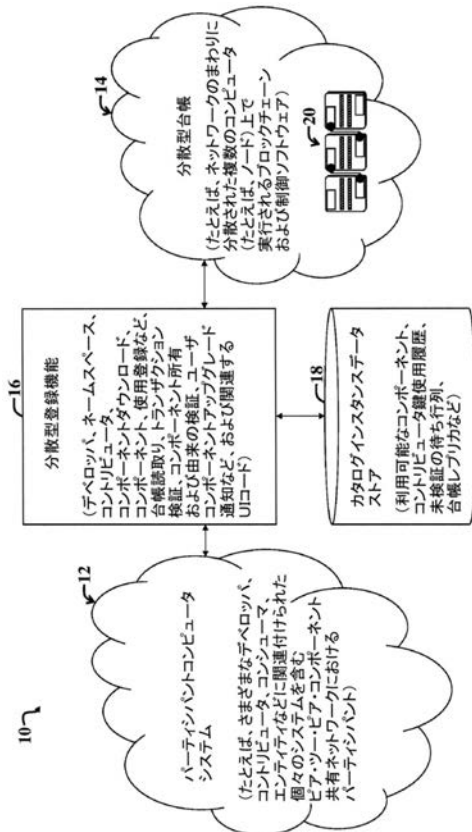 10
12
パーティシパントコンピュータ
システム
(たとえば、さまざまなデベロッパ、
コントリビュータ、コンシューマ、
エンティティなどに関連付けられた
個々のシステムを含む
ピア・ツー・ピア・コンポーネント
共有ネットワークにおける
パーティシパント)
16
分散型登録機能
(デベロッパ、ネームスペース、
コントリビュータ、
コンポーネントダウンロード、
コンポーネント、使用登録など、
台帳読取り、トランザクション
検証、コンポーネント所有
および由来の検証、ユーザ
コンポーネントアップグレード
通知など、および関連する
UIコード)
18
カタログインスタンスデータ
ストア
(利用可能なコンポーネント、
コントリビュータ鍵使用履歴、
未検証の待ち行列、
台帳レプリカなど)
14
分散型台帳
(たとえば、ネットワークのまわりに
分散された複数のコンピュータ
(たとえば、ノード)上で
実行されるブロックチェーン
および制御ソフトウェア)
20